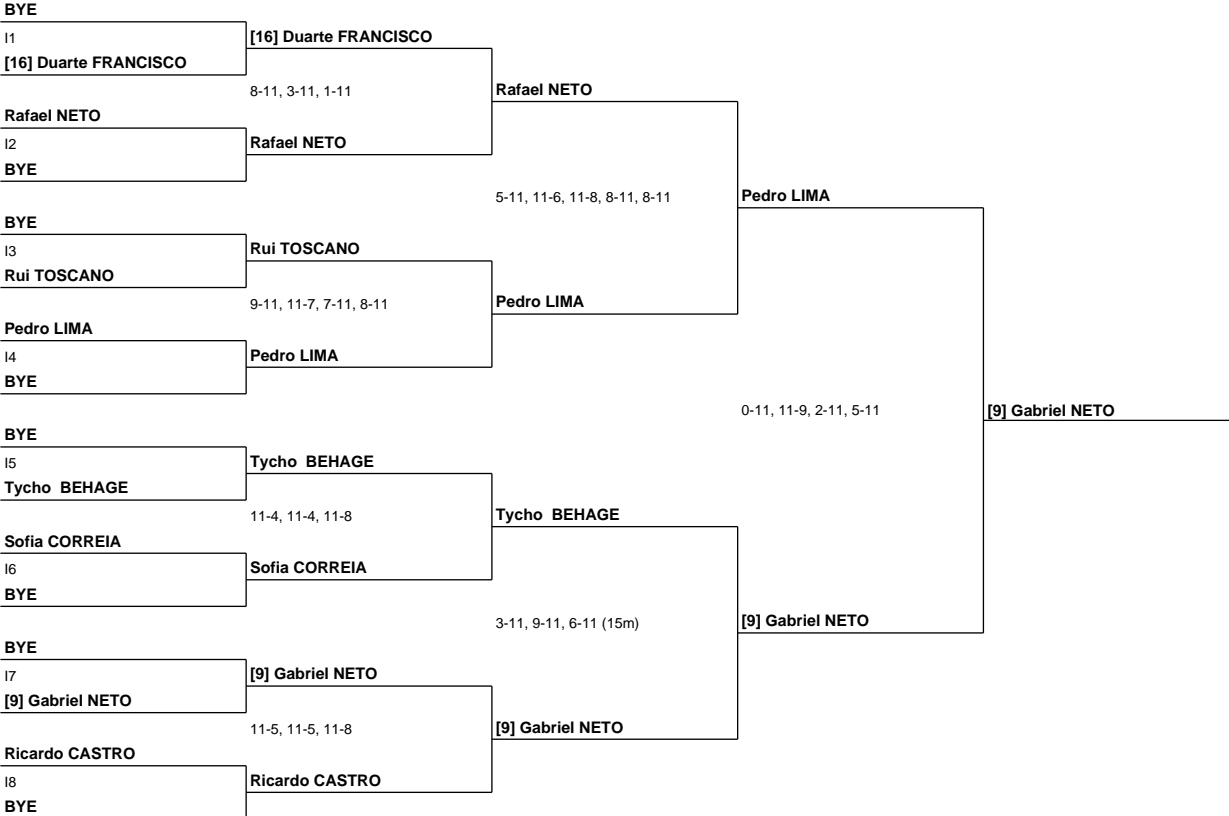 BYE
I1
[16] Duarte FRANCISCO
[16] Duarte FRANCISCO
8-11, 3-11, 1-11
Rafael NETO
Rafael NETO
I2
Rafael NETO
BYE
5-11, 11-6, 11-8, 8-11, 8-11
Pedro LIMA
BYE
I3
Rui TOSCANO
Rui TOSCANO
9-11, 11-7, 7-11, 8-11
Pedro LIMA
Pedro LIMA
I4
Pedro LIMA
BYE
0-11, 11-9, 2-11, 5-11
[9] Gabriel NETO
BYE
I5
Tycho  BEHAGE
Tycho  BEHAGE
11-4, 11-4, 11-8
Tycho  BEHAGE
Sofia CORREIA
I6
Sofia CORREIA
BYE
3-11, 9-11, 6-11 (15m)
[9] Gabriel NETO
BYE
I7
[9] Gabriel NETO
[9] Gabriel NETO
11-5, 11-5, 11-8
[9] Gabriel NETO
Ricardo CASTRO
I8
Ricardo CASTRO
BYE